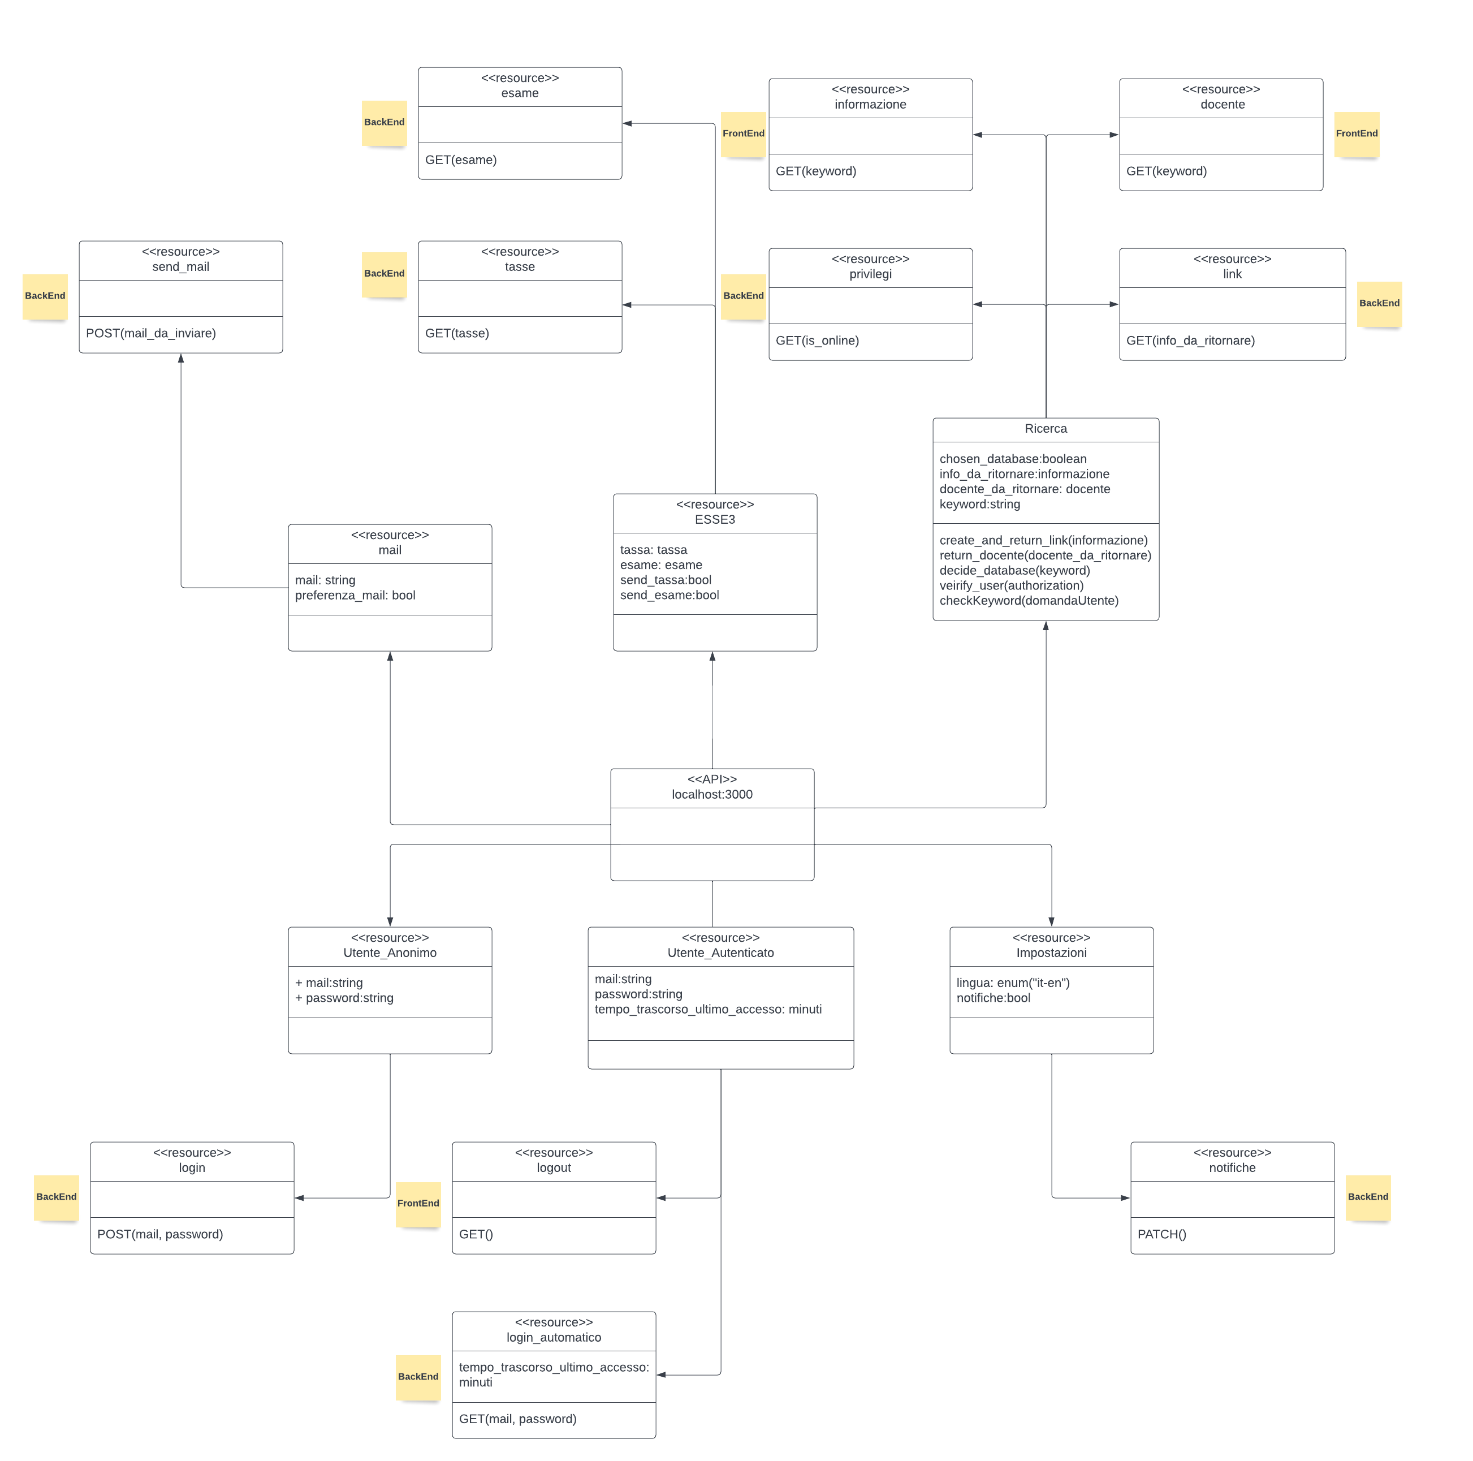 <<resource>>
esame
BackEnd
GET(esame)
<<resource>>
informazione
FrontEnd
GET(keyword)
<<resource>>
docente
FrontEnd
GET(keyword)
<<resource>>
send_mail
BackEnd
POST(mail_da_inviare)
<<resource>>
tasse
BackEnd
GET(tasse)
<<resource>>
privilegi
BackEnd
GET(is_online)
<<resource>>
link
BackEnd
GET(info_da_ritornare)
Ricerca
chosen_database:boolean
info_da_ritornare:informazione
docente_da_ritornare: docente
keyword:string
create_and_return_link(informazione)
return_docente(docente_da_ritornare)
decide_database(keyword)
veirify_user(authorization)
checkKeyword(domandaUtente)
<<resource>>
ESSE3
tassa: tassa
esame: esame
send_tassa:bool
send_esame:bool
<<resource>>
mail
mail: string
preferenza_mail: bool
<<API>>
localhost:3000
<<resource>>
Utente_Anonimo
+ mail:string
+ password:string
<<resource>>
Utente_Autenticato
mail:string
password:string
tempo_trascorso_ultimo_accesso: minuti
<<resource>>
Impostazioni
lingua: enum("it-en")
notifiche:bool
<<resource>>
login
BackEnd
POST(mail, password)
<<resource>>
logout
FrontEnd
GET()
<<resource>>
notifiche
BackEnd
PATCH()
<<resource>>
login_automatico
BackEnd
tempo_trascorso_ultimo_accesso:
minuti
GET(mail, password)